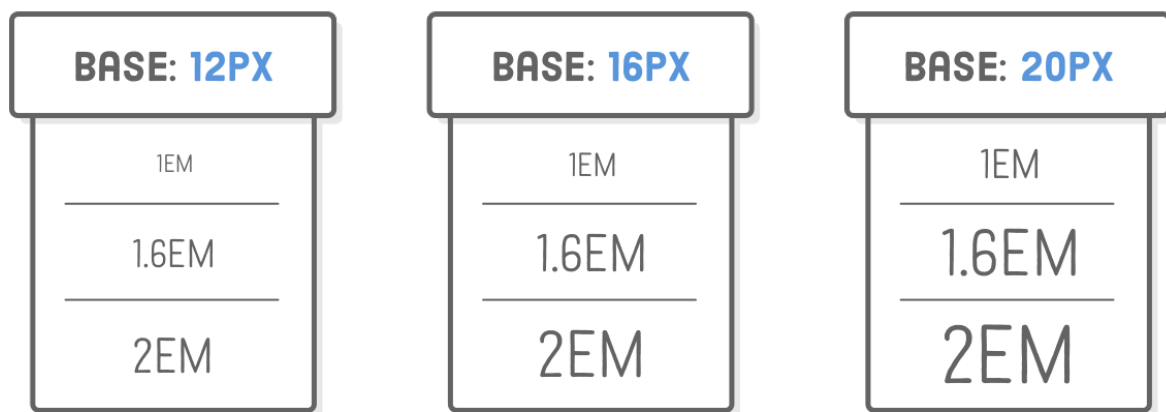 BASE: 12PX
1EM
1.6EM
2EM
BASE: 16PX
1EM
1.6EM
2EM
BASE: 20PX
1EM
1.6EM
2EM